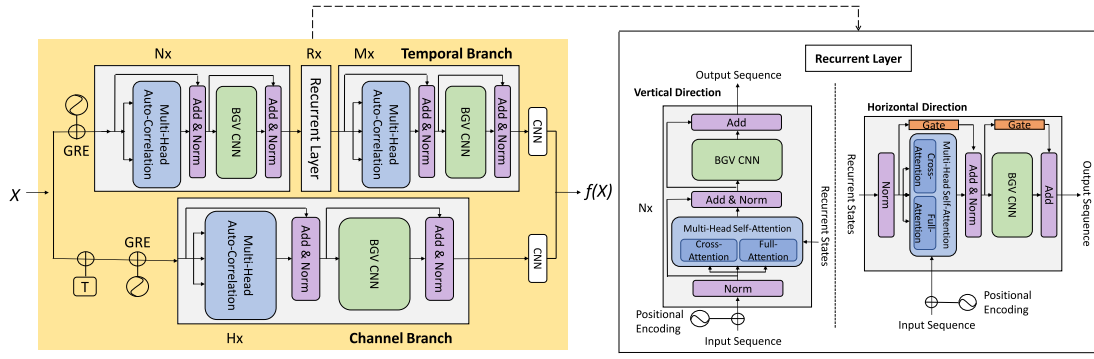 Nx
Rx
Mx
Temporal Branch
GRE
Multi-Head
Auto-Correlation
Add & Norm
BGV CNN
Add & Norm
Recurrent Layer
Multi-Head
Auto-Correlation
Add & Norm
BGV CNN
Add & Norm
CNN
X
f(X)
GRE
T
Multi-Head
Auto-Correlation
Add & Norm
BGV CNN
Add & Norm
CNN
Hx
Channel Branch
Recurrent Layer
Output Sequence
Vertical Direction
Add
BGV CNN
Add & Norm
Nx
Multi-Head Self-Attention
Cross-
Attention
Full-
Attention
Norm
Recurrent States
Positional
Encoding
Input Sequence
Horizontal Direction
Gate
Gate
Recurrent States
Norm
Multi-Head Self-Attention
Cross-
Attention
Full-
Attention
Add & Norm
BGV CNN
Add
Output Sequence
Positional
Encoding
Input Sequence